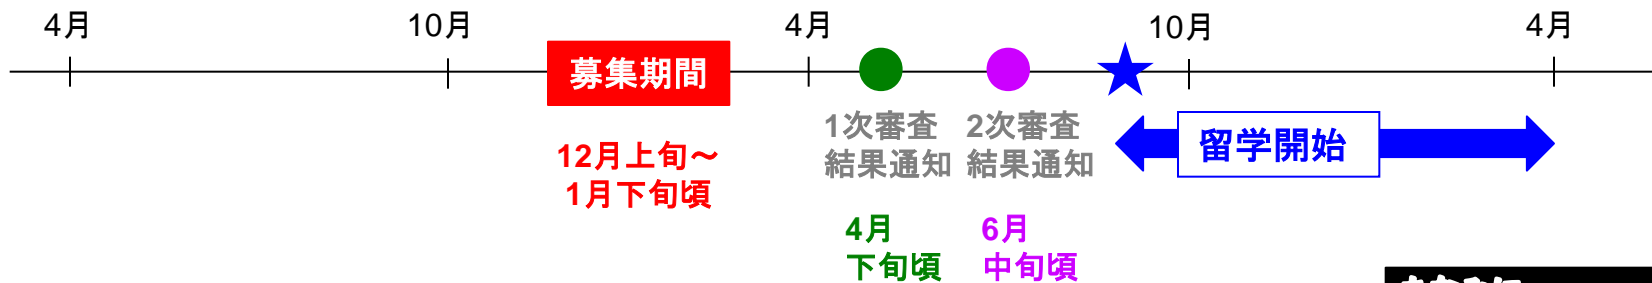 4月
10月
4月
10月
4月
募集期間
12月上旬～
1月下旬頃
1次審査
結果通知
2次審査
結果通知
留学開始
4月
下旬頃
6月
中旬頃